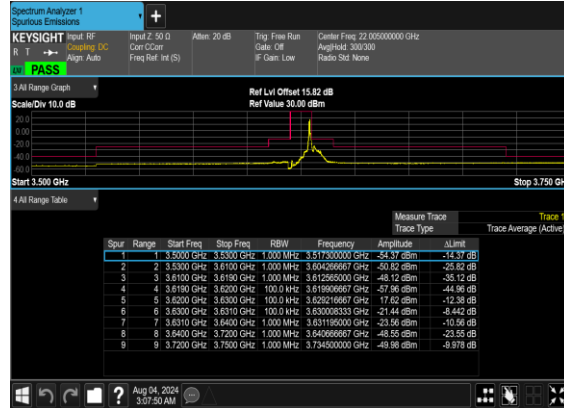 Spectrum Analyzer 1
Spurious Emissions
+
KEYSIGHT Input: RF Input Z: 50 Ω Atten: 20 dB Trig: Free Run Center Freq: 22.005000000 GHz
R T Coupling: DC Corr CCorr Gate: Off Avg|Hold: 300/300
Align: Auto Freq Ref: Int (S) IF Gain: Low Radio Std: None
PASS
3 All Range Graph
Ref Lvl Offset 15.82 dB
Scale/Div 10.0 dB Ref Value 30.00 dBm
20.0
0.00
-20.0
-40.0
-60.0
Start 3.500 GHz Stop 3.750 GH
4 All Range Table
Measure Trace Trace 1
Trace Type Trace Average (Active)
Spur Range Start Freq Stop Freq RBW Frequency Amplitude ΔLimit
1 1 3.5000 GHz 3.5300 GHz 1.000 MHz 3.517300000 GHz -54.37 dBm -14.37 dB
2 2 3.5300 GHz 3.6100 GHz 1.000 MHz 3.604266667 GHz -50.82 dBm -25.82 dB
3 3 3.6100 GHz 3.6190 GHz 1.000 MHz 3.612565000 GHz -48.12 dBm -35.12 dB
4 4 3.6190 GHz 3.6200 GHz 100.0 kHz 3.619906667 GHz -57.96 dBm -44.96 dB
5 5 3.6200 GHz 3.6300 GHz 100.0 kHz 3.629216667 GHz 17.62 dBm -12.38 dB
6 6 3.6300 GHz 3.6310 GHz 100.0 kHz 3.630008333 GHz -21.44 dBm -8.442 dB
7 7 3.6310 GHz 3.6400 GHz 1.000 MHz 3.631195000 GHz -23.56 dBm -10.56 dB
8 8 3.6400 GHz 3.7200 GHz 1.000 MHz 3.640666667 GHz -48.55 dBm -23.55 dB
9 9 3.7200 GHz 3.7500 GHz 1.000 MHz 3.734500000 GHz -49.98 dBm -9.978 dB
? Aug 04, 2024
3:07:50 AM